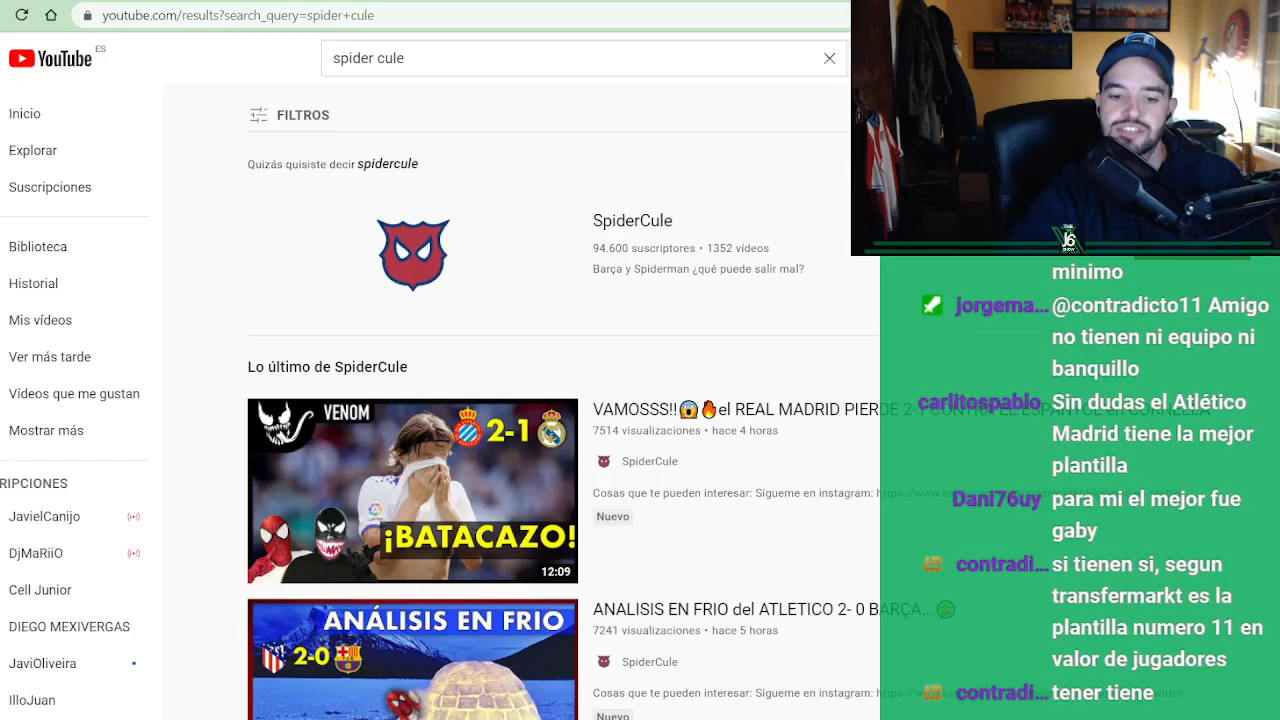 youtube.com/results?search_query=spider+cule
YouTube ES
spider cule
Inicio
Explorar
Suscripciones
Biblioteca
Historial
Mis vídeos
Ver más tarde
Vídeos que me gustan
Mostrar más
RIPCIONES
JavielCanijo
DjMaRiiO
Cell Junior
DIEGO MEXIVERGAS
JaviOliveira
IlloJuan
FILTROS
Quizás quisiste decir spidercule
SpiderCule
94.600 suscriptores • 1352 vídeos
Barça y Spiderman ¿qué puede salir mal?
Lo último de SpiderCule
VENOM
2-1
¡BATACAZO!
12:09
VAMOSSS!!😱🔥el REAL MADRID PIERDE 2-1 CONTRA EL ESPANYOL en CORNELLA
7514 visualizaciones • hace 4 horas
SpiderCule
Cosas que te pueden interesar: Sígueme en instagram:
Nuevo
ANÁLISIS EN FRIO
2-0
ANALISIS EN FRIO del ATLETICO 2- 0 BARÇA...
7241 visualizaciones • hace 5 horas
SpiderCule
Cosas que te pueden interesar: Sígueme en instagram:
Nuevo
J6
minimo
jorgema... @contradicto11 Amigo
no tienen ni equipo ni
banquillo
carlitospablo Sin dudas el Atlético
Madrid tiene la mejor
plantilla
Dani76uy para mi el mejor fue
gaby
contradi... si tienen si, segun
transfermarkt es la
plantilla numero 11 en
valor de jugadores
contradi... tener tiene